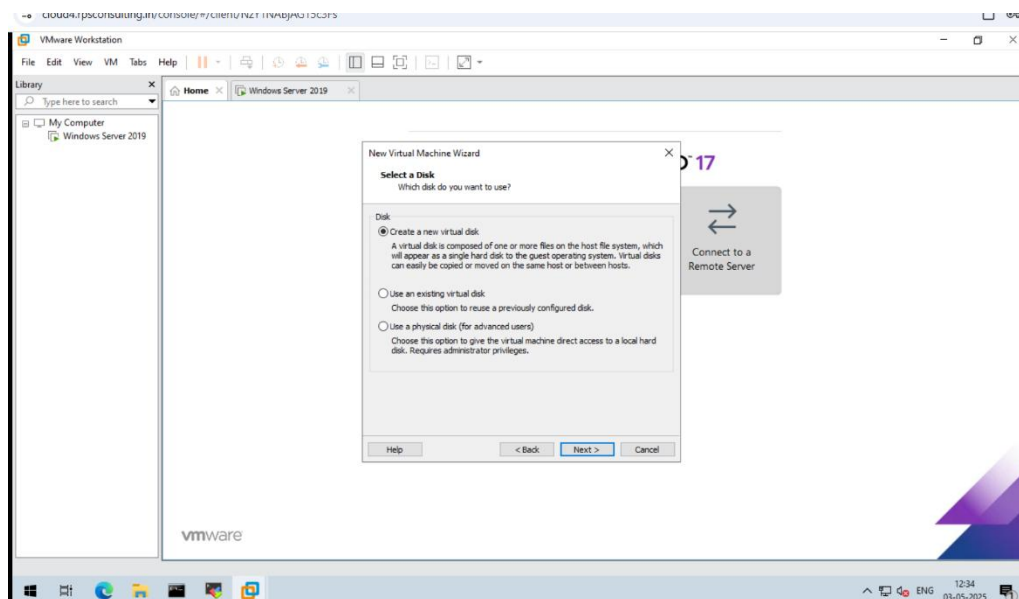 cloud4.rpsconsulting.in/console/#/client/
VMware Workstation
File Edit View VM Tabs Help
Library
Type here to search
Home
Windows Server 2019
My Computer
Windows Server 2019
17
New Virtual Machine Wizard
Select a Disk
Which disk do you want to use?
Disk
Create a new virtual disk
A virtual disk is composed of one or more files on the host file system, which
will appear as a single hard disk to the guest operating system. Virtual disks
can easily be copied or moved on the same host or between hosts.
Use an existing virtual disk
Choose this option to reuse a previously configured disk.
Use a physical disk (for advanced users)
Choose this option to give the virtual machine direct access to a local hard
disk. Requires administrator privileges.
Help < Back Next > Cancel
Connect to a
Remote Server
vmware
ENG
12:34
03-05-2025